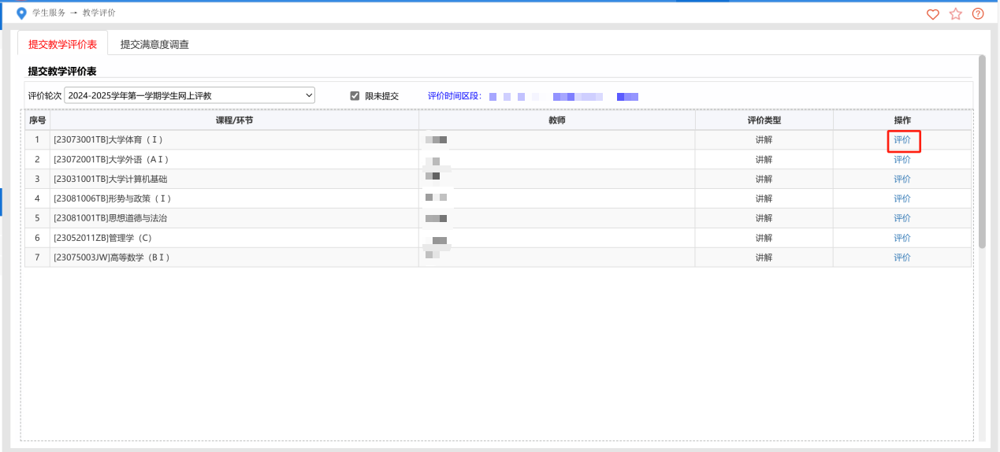 学生服务 → 教学评价
提交教学评价表 提交满意度调查
提交教学评价表
评价轮次 2024-2025学年第一学期学生网上评教 限未提交 评价时间区段：
序号 课程/环节 教师 评价类型 操作
1 [23073001TB]大学体育（Ⅰ） 讲解 评价
2 [23072001TB]大学外语（AⅠ） 讲解 评价
3 [23031001TB]大学计算机基础 讲解 评价
4 [23081006TB]形势与政策（Ⅰ） 讲解 评价
5 [23081001TB]思想道德与法治 讲解 评价
6 [23052011ZB]管理学（C） 讲解 评价
7 [23075003JW]高等数学（BⅠ） 讲解 评价